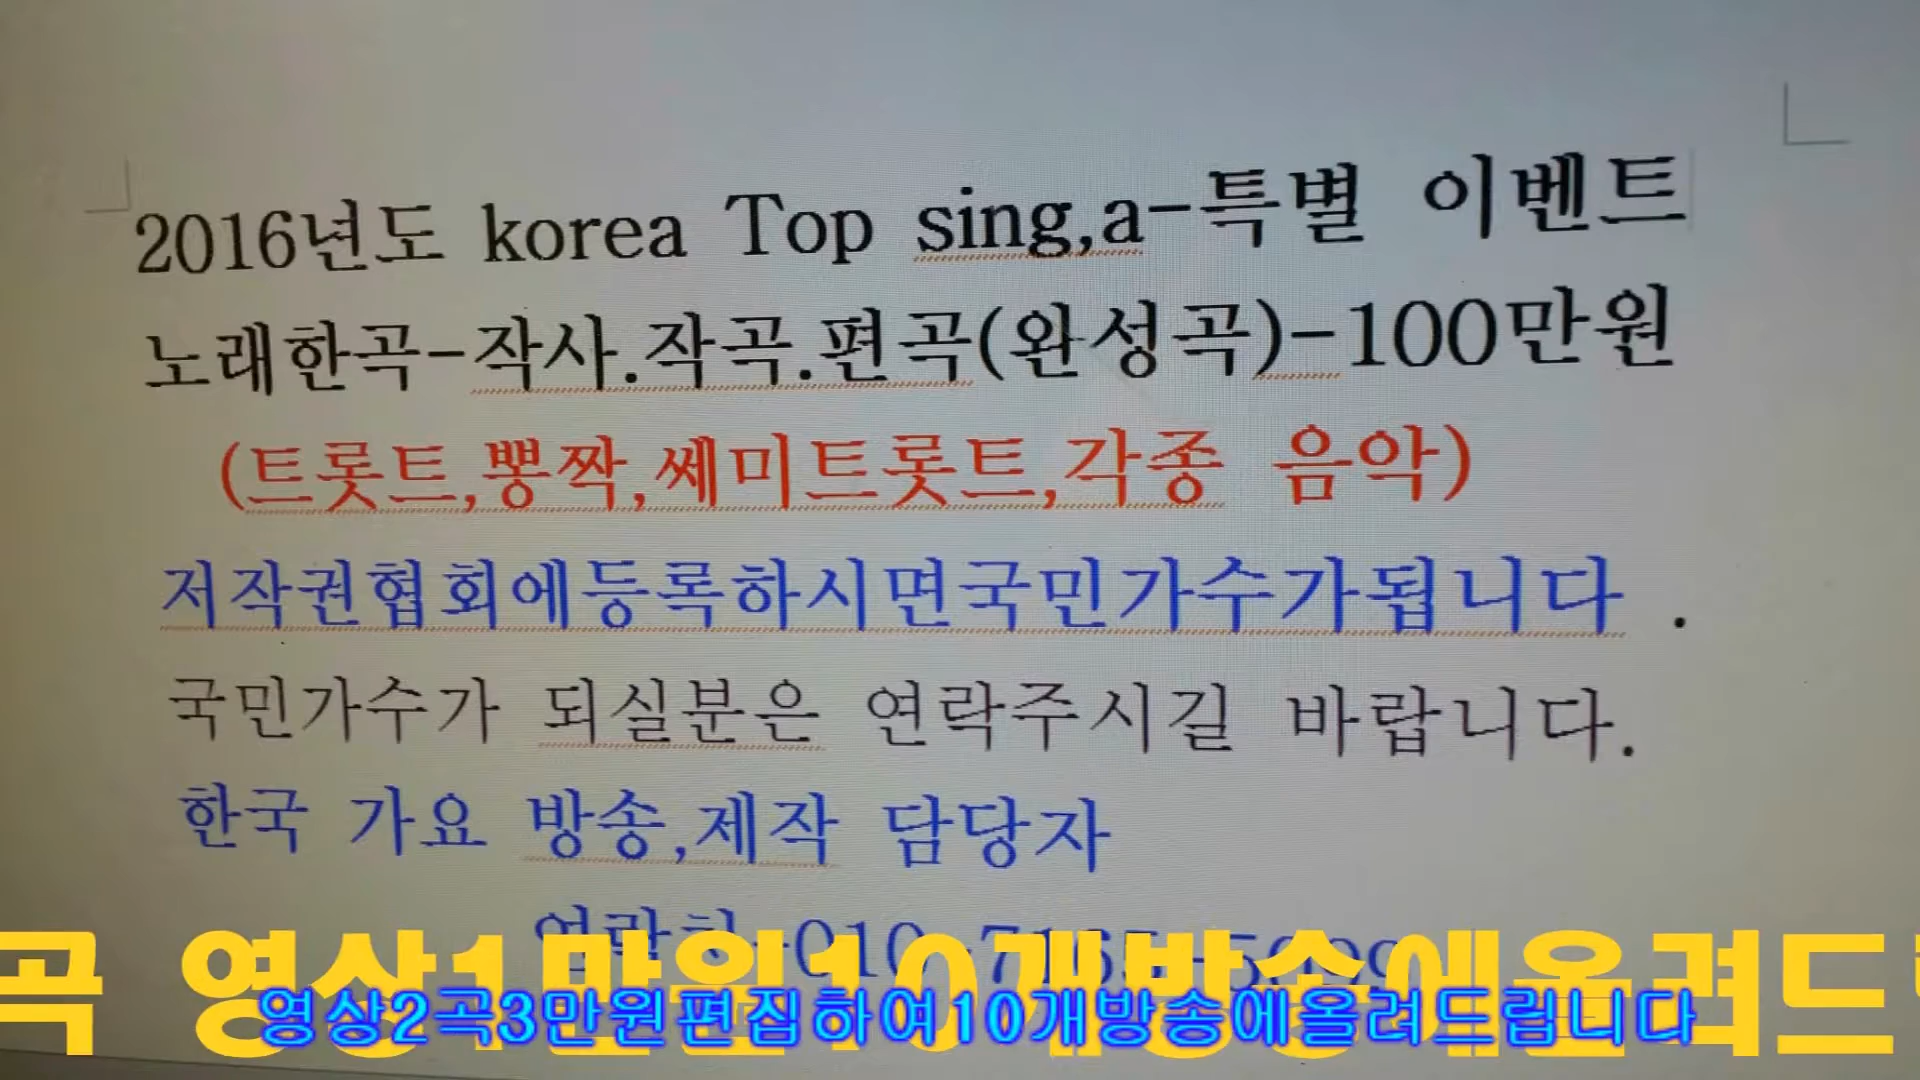 2016년도 korea Top sing,a-특별 이벤트
노래한곡-작사.작곡.편곡(완성곡)-100만원
(트롯트,뽕짝,쎄미트롯트,각종 음악)
저작권협회에등록하시면국민가수가됩니다 .
국민가수가 되실분은 연락주시길 바랍니다.
한국 가요 방송,제작 담당자
연락처-010-7165-
곡 영상1만원10개방송에올려드
영상2곡3만원편집하여10개방송에올려드립니다